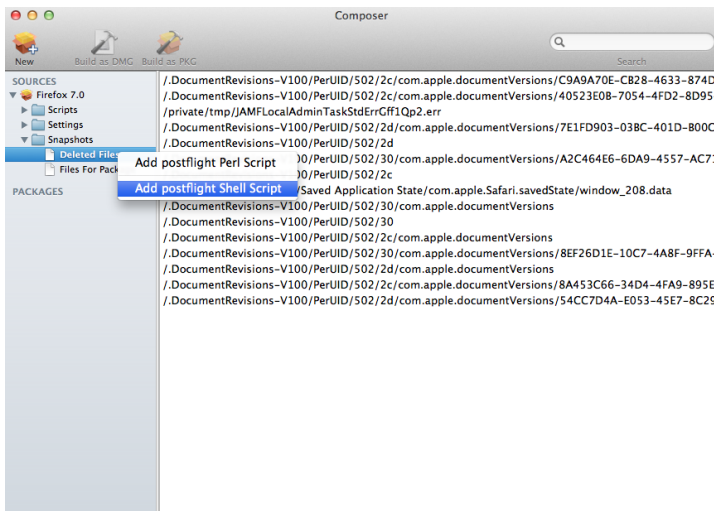 Composer
New
Build as DMG
Build as PKG
Search
SOURCES
Firefox 7.0
Scripts
Settings
Snapshots
Deleted Files
Files For Pack
PACKAGES
Add postflight Perl Script
Add postflight Shell Script
/.DocumentRevisions-V100/PerUID/502/2c/com.apple.documentVersions/C9A9A70E-CB28-4633-874D
/.DocumentRevisions-V100/PerUID/502/2c/com.apple.documentVersions/40523E0B-7054-4FD2-8D95
/private/tmp/JAMFLocalAdminTaskStdErrGff1Qp2.err
/.DocumentRevisions-V100/PerUID/502/2d/com.apple.documentVersions/7E1FD903-03BC-401D-B00C
/.DocumentRevisions-V100/PerUID/502/2d
00/PerUID/502/30/com.apple.documentVersions/A2C464E6-6DA9-4557-AC71
00/PerUID/502/2c
/Saved Application State/com.apple.Safari.savedState/window_208.data
/.DocumentRevisions-V100/PerUID/502/30/com.apple.documentVersions
/.DocumentRevisions-V100/PerUID/502/30
/.DocumentRevisions-V100/PerUID/502/2c/com.apple.documentVersions
/.DocumentRevisions-V100/PerUID/502/30/com.apple.documentVersions/8EF26D1E-10C7-4A8F-9FFA-
/.DocumentRevisions-V100/PerUID/502/2d/com.apple.documentVersions
/.DocumentRevisions-V100/PerUID/502/2c/com.apple.documentVersions/8A453C66-34D4-4FA9-895E
/.DocumentRevisions-V100/PerUID/502/2d/com.apple.documentVersions/54CC7D4A-E053-45E7-8C29